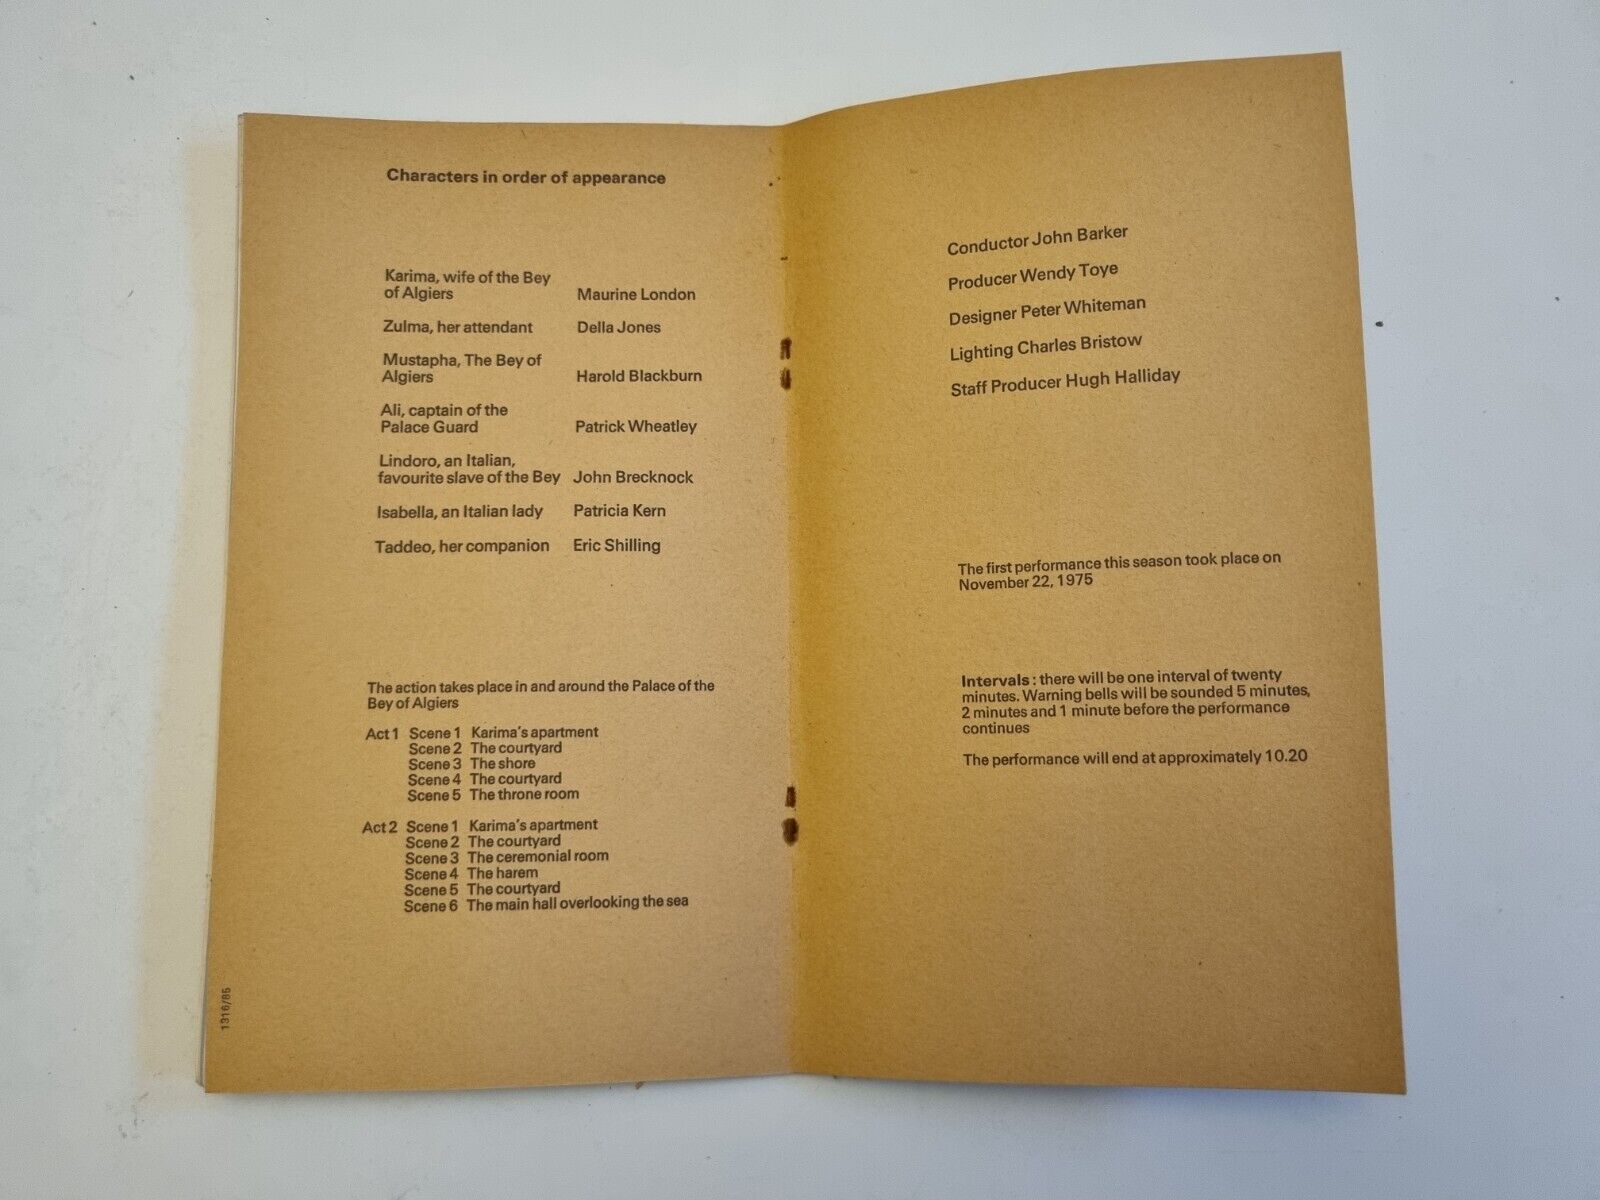 Characters in order of appearance
Karima, wife of the Bey
of Algiers Maurine London
Zulma, her attendant Della Jones
Mustapha, The Bey of
Algiers Harold Blackburn
Ali, captain of the
Palace Guard Patrick Wheatley
Lindoro, an Italian,
favourite slave of the Bey John Brecknock
Isabella, an Italian lady Patricia Kern
Taddeo, her companion Eric Shilling
The action takes place in and around the Palace of the
Bey of Algiers
Act 1 Scene 1 Karima's apartment
Scene 2 The courtyard
Scene 3 The shore
Scene 4 The courtyard
Scene 5 The throne room
Act 2 Scene 1 Karima's apartment
Scene 2 The courtyard
Scene 3 The ceremonial room
Scene 4 The harem
Scene 5 The courtyard
Scene 6 The main hall overlooking the sea
1316/85
Conductor John Barker
Producer Wendy Toye
Designer Peter Whiteman
Lighting Charles Bristow
Staff Producer Hugh Halliday
The first performance this season took place on
November 22, 1975
Intervals : there will be one interval of twenty
minutes. Warning bells will be sounded 5 minutes,
2 minutes and 1 minute before the performance
continues
The performance will end at approximately 10.20